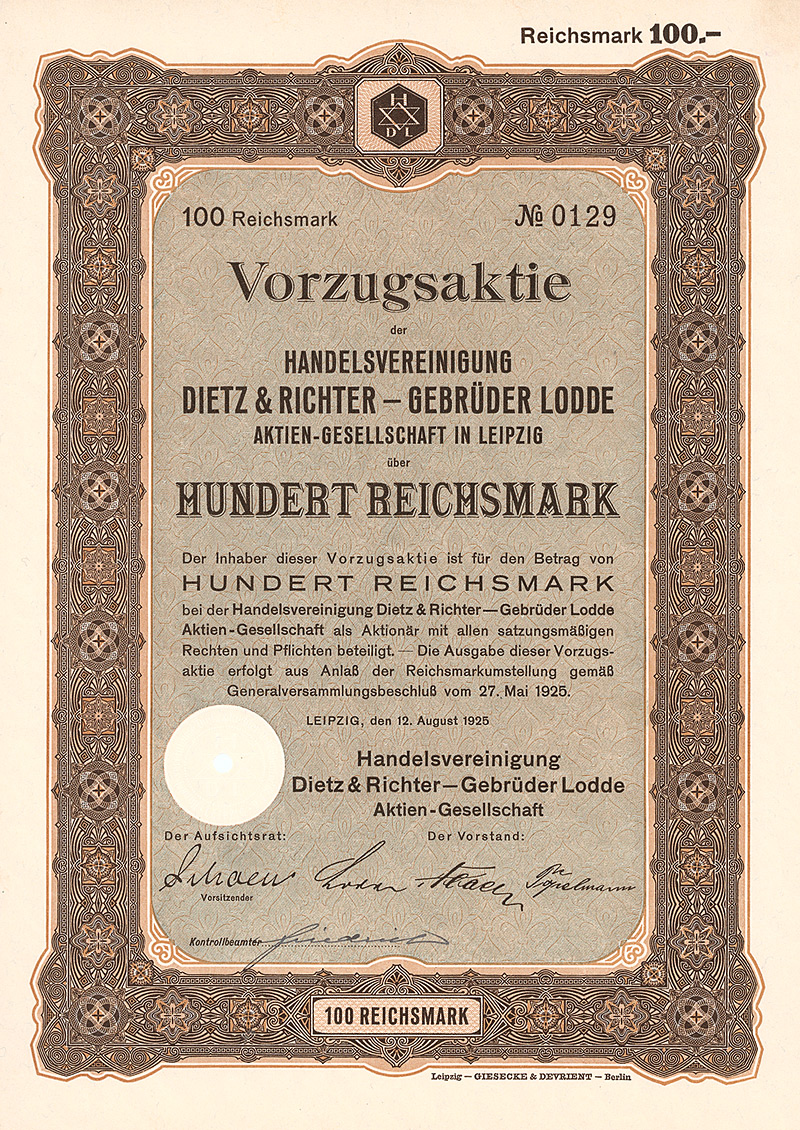 Reichsmark 100.–
H
D L
100 Reichsmark
№ 0129
Vorzugsaktie
der
HANDELSVEREINIGUNG
DIETZ & RICHTER – GEBRÜDER LODDE
AKTIEN-GESELLSCHAFT IN LEIPZIG
über
HUNDERT REICHSMARK
Der Inhaber dieser Vorzugsaktie ist für den Betrag von
HUNDERT REICHSMARK
bei der Handelsvereinigung Dietz & Richter—Gebrüder Lodde
Aktien-Gesellschaft als Aktionär mit allen satzungsmäßigen
Rechten und Pflichten beteiligt. — Die Ausgabe dieser Vorzugs-
aktie erfolgt aus Anlaß der Reichsmarkumstellung gemäß
Generalversammlungsbeschluß vom 27. Mai 1925.
LEIPZIG, den 12. August 1925
Handelsvereinigung
Dietz & Richter—Gebrüder Lodde
Aktien-Gesellschaft
Der Aufsichtsrat:
Der Vorstand:
Vorsitzender
Kontrollbeamter
Friedrich
100 REICHSMARK
Leipzig — GIESECKE & DEVRIENT — Berlin